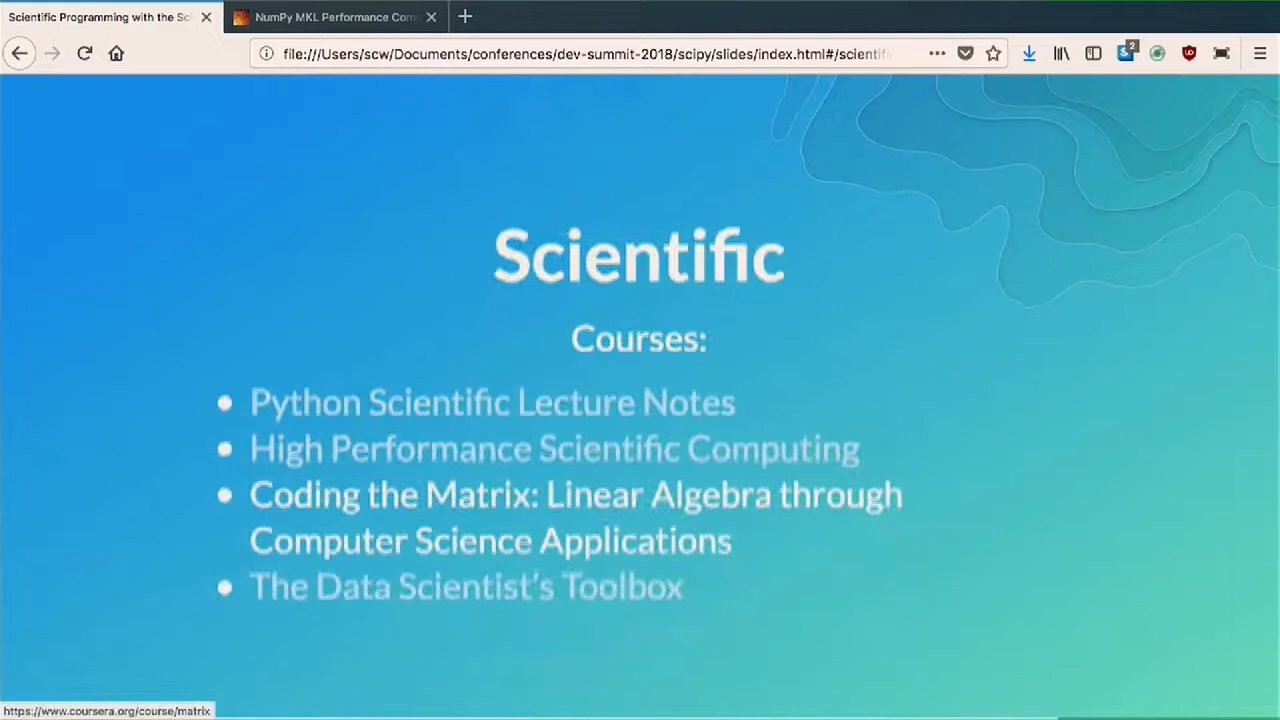 Scientific Programming with the Sc
NumPy MKL Performance Com
file:///Users/scw/Documents/conferences/dev-summit-2018/scipy/slides/index.html#/scientifi
2
Scientific
Courses:
Python Scientific Lecture Notes
High Performance Scientific Computing
Coding the Matrix: Linear Algebra through
Computer Science Applications
The Data Scientist's Toolbox
https://www.coursera.org/course/matrix